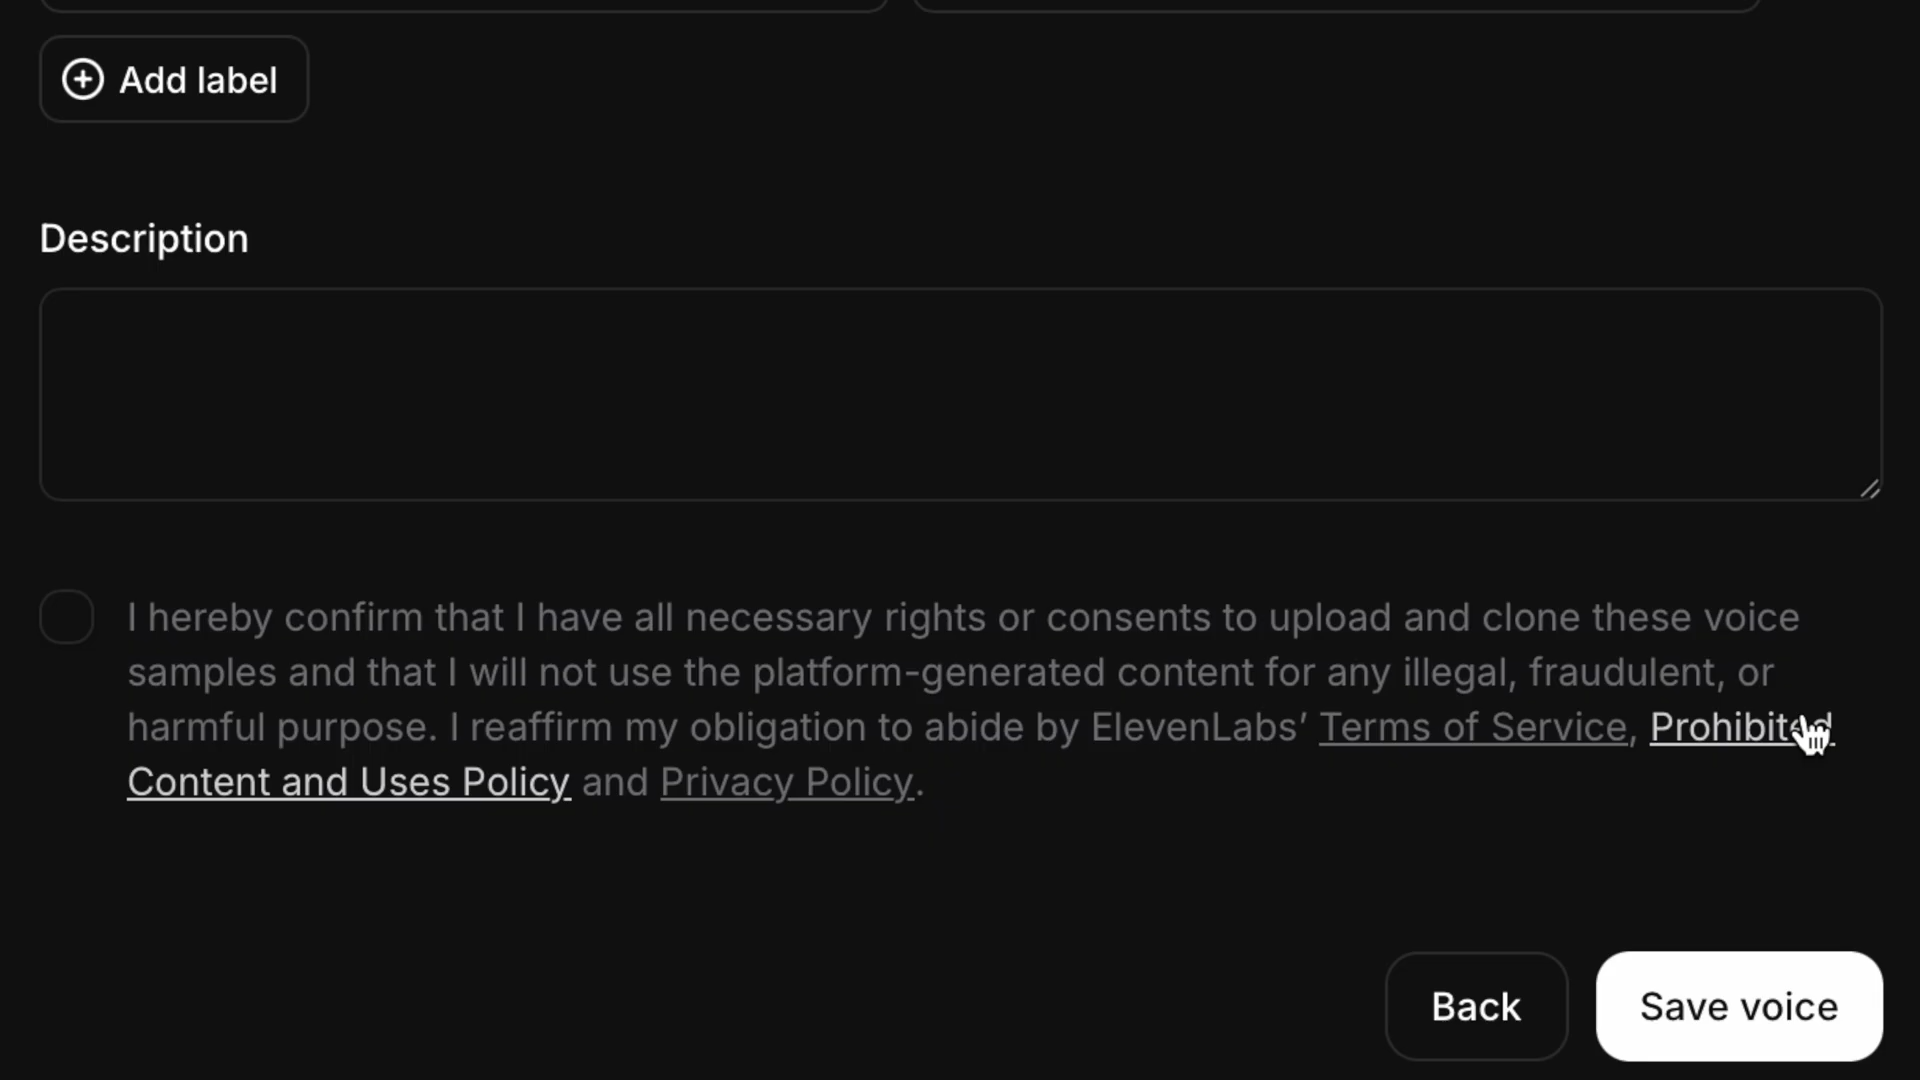 Add label
Description
I hereby confirm that I have all necessary rights or consents to upload and clone these voice
samples and that I will not use the platform-generated content for any illegal, fraudulent, or
harmful purpose. I reaffirm my obligation to abide by ElevenLabs’ Terms of Service, Prohibited
Content and Uses Policy and Privacy Policy.
Back
Save voice